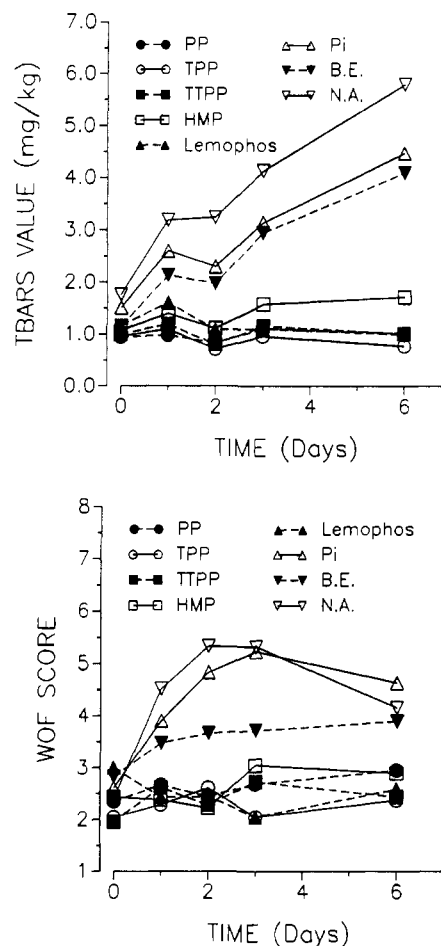 TBARS VALUE (mg/kg)
7.0
6.0
5.0
4.0
3.0
2.0
1.0
0.0
PP
TPP
TTPP
HMP
Lemophos
Pi
B.E.
N.A.
0
2
4
6
TIME (Days)
WOF SCORE
8
7
6
5
4
3
2
1
PP
TPP
TTPP
HMP
Lemophos
Pi
B.E.
N.A.
0
2
4
6
TIME (Days)